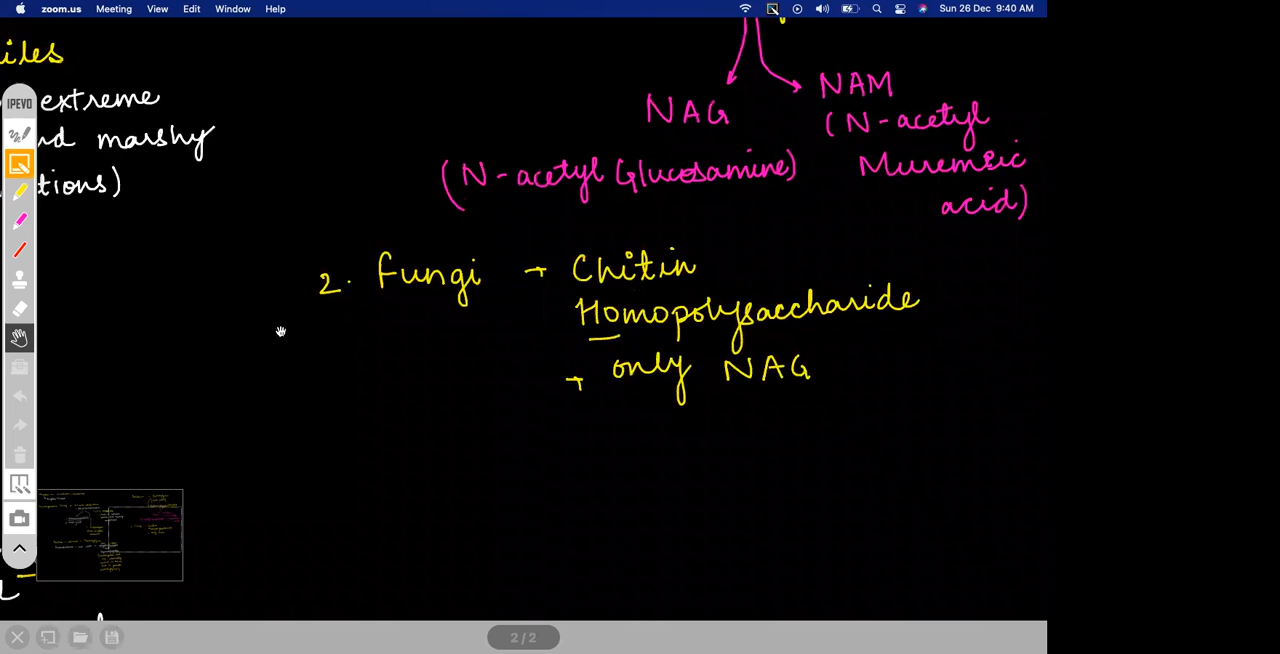 zoom.us Meeting View Edit Window Help Sun 26 Dec 9:40 AM
iles
extreme
nd marshy
tions)
IPEVO
NAG
(N-acetyl Glucosamine)
NAM
(N-acetyl
Muremeic
acid)
2. Fungi → Chitin
Homopolysaccharide
→ only NAG
2 / 2